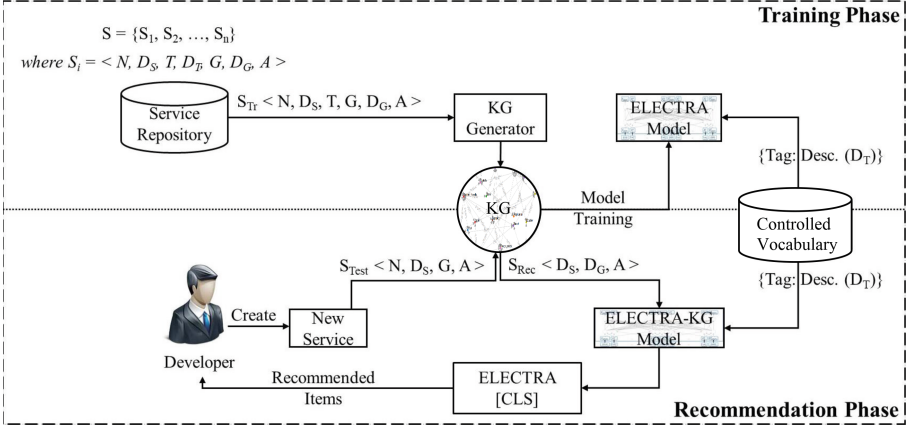 Training Phase
S = {S1, S2, …, Sn}
where Si = < N, DS, T, DT, G, DG, A >
Service
Repository
STr < N, DS, T, G, DG, A >
KG
Generator
ELECTRA
Model
{Tag: Desc. (DT)}
KG
Model
Training
Controlled
Vocabulary
STest < N, DS, G, A >
SRec < DS, DG, A >
{Tag: Desc. (DT)}
Developer
Create
New
Service
ELECTRA-KG
Model
Recommended
Items
ELECTRA
[CLS]
Recommendation Phase